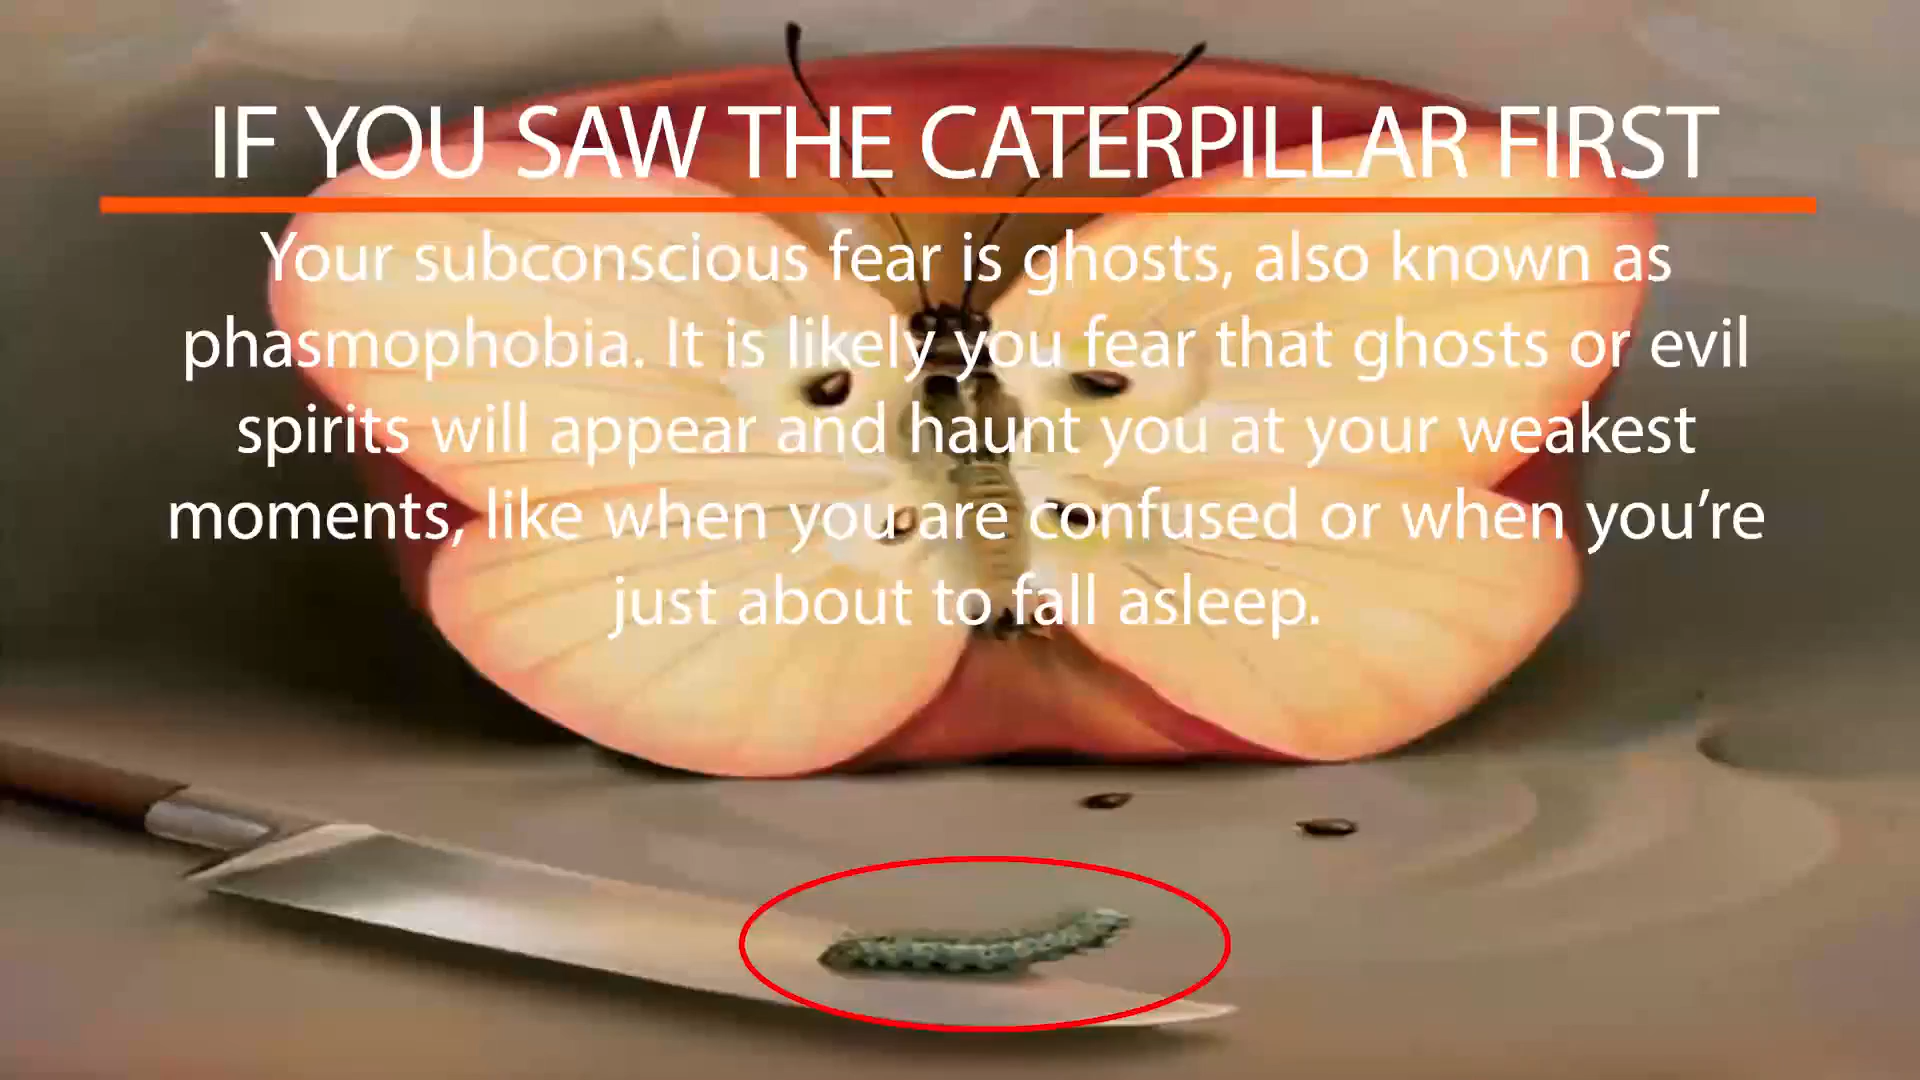 IF YOU SAW THE CATERPILLAR FIRST
Your subconscious fear is ghosts, also known as
phasmophobia. It is likely you fear that ghosts or evil
spirits will appear and haunt you at your weakest
moments, like when you are confused or when you’re
just about to fall asleep.